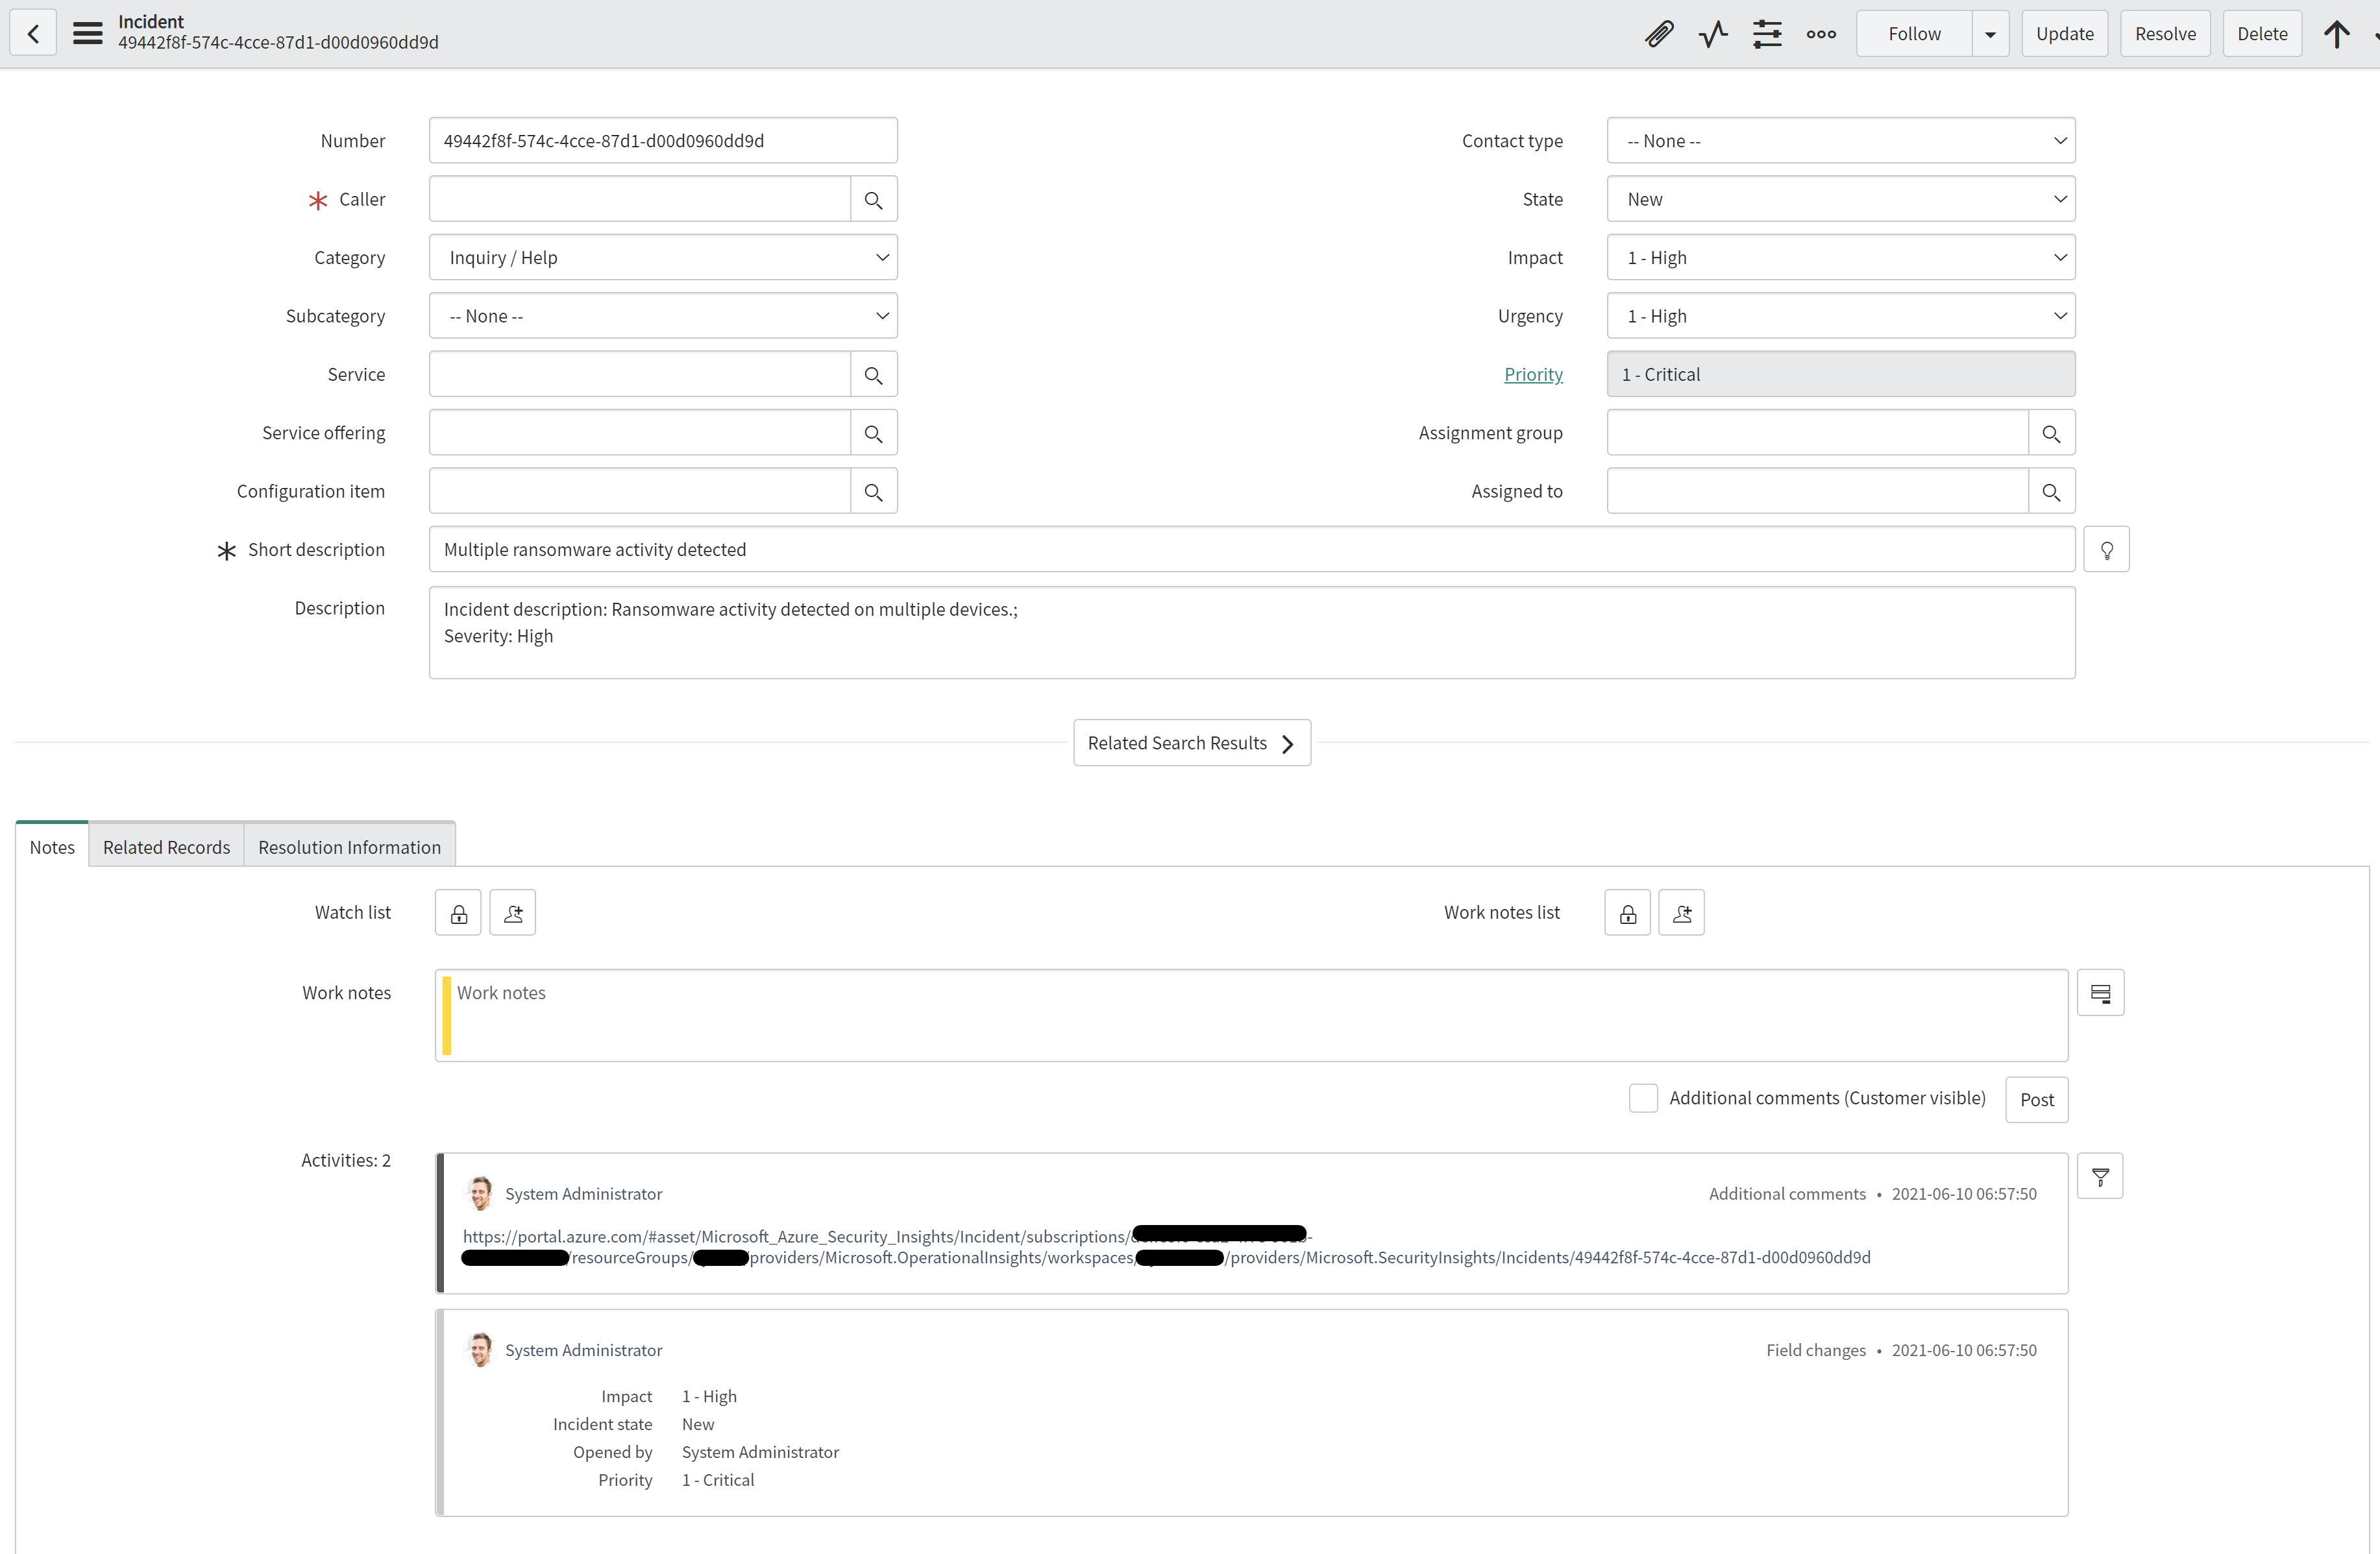 Incident
49442f8f-574c-4cce-87d1-d00d0960dd9d
Follow
Update
Resolve
Delete
Number
49442f8f-574c-4cce-87d1-d00d0960dd9d
Contact type
-- None --
Caller
State
New
Category
Inquiry / Help
Impact
1 - High
Subcategory
-- None --
Urgency
1 - High
Service
Priority
1 - Critical
Service offering
Assignment group
Configuration item
Assigned to
Short description
Multiple ransomware activity detected
Description
Incident description: Ransomware activity detected on multiple devices.;
Severity: High
Related Search Results
Notes
Related Records
Resolution Information
Watch list
Work notes list
Work notes
Work notes
Additional comments (Customer visible)
Post
Activities: 2
System Administrator
Additional comments • 2021-06-10 06:57:50
https://portal.azure.com/#asset/Microsoft_Azure_Security_Insights/Incident/subscriptions/
/resourceGroups/ providers/Microsoft.OperationalInsights/workspaces/ /providers/Microsoft.SecurityInsights/Incidents/49442f8f-574c-4cce-87d1-d00d0960dd9d
System Administrator
Field changes • 2021-06-10 06:57:50
Impact
1 - High
Incident state
New
Opened by
System Administrator
Priority
1 - Critical